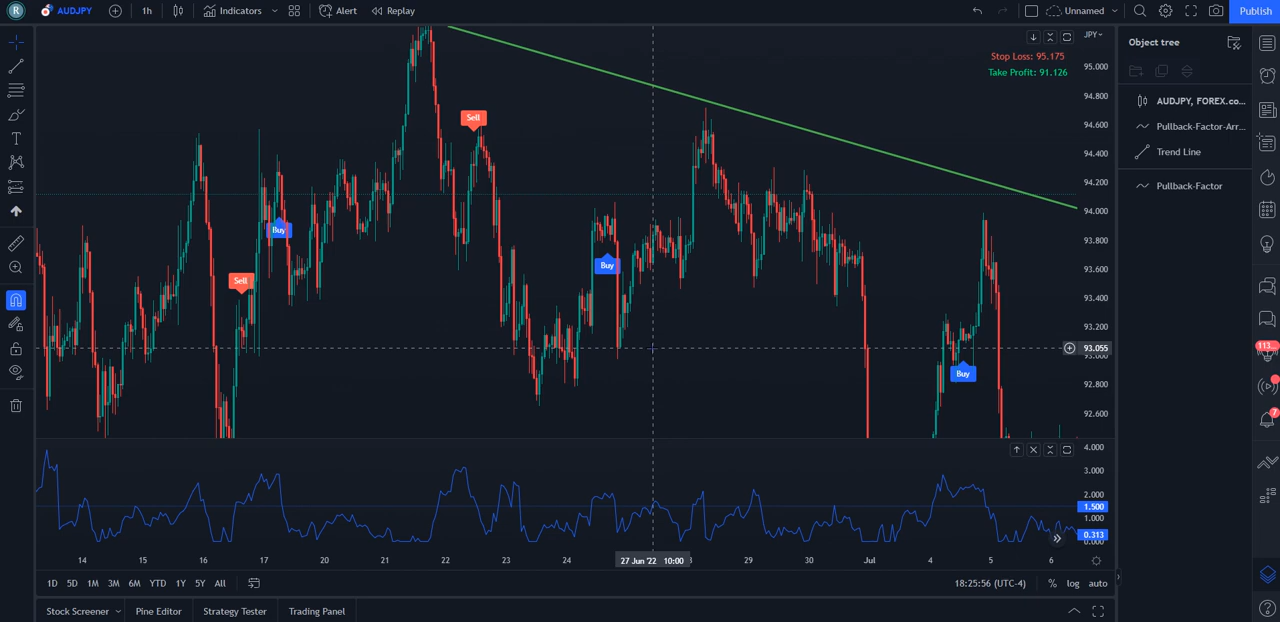 R AUDJPY 1h Indicators Alert Replay Unnamed Publish
JPY
Object tree
Stop Loss: 95.175
Take Profit: 91.126
95.000
94.800
94.600
94.400
94.200
94.000
93.800
93.600
93.400
93.200
93.055
93.000
92.800
92.600
Sell
Sell
Buy
Buy
Buy
AUDJPY, FOREX.co...
Pullback-Factor-Arr...
Trend Line
Pullback-Factor
113
7
4.000
3.000
2.000
1.500
1.000
0.313
0.000
14 15 16 17 20 21 22 23 24 27 Jun '22 10:00 29 30 Jul 4 5 6
1D 5D 1M 3M 6M YTD 1Y 5Y All 18:25:56 (UTC-4) % log auto
Stock Screener Pine Editor Strategy Tester Trading Panel